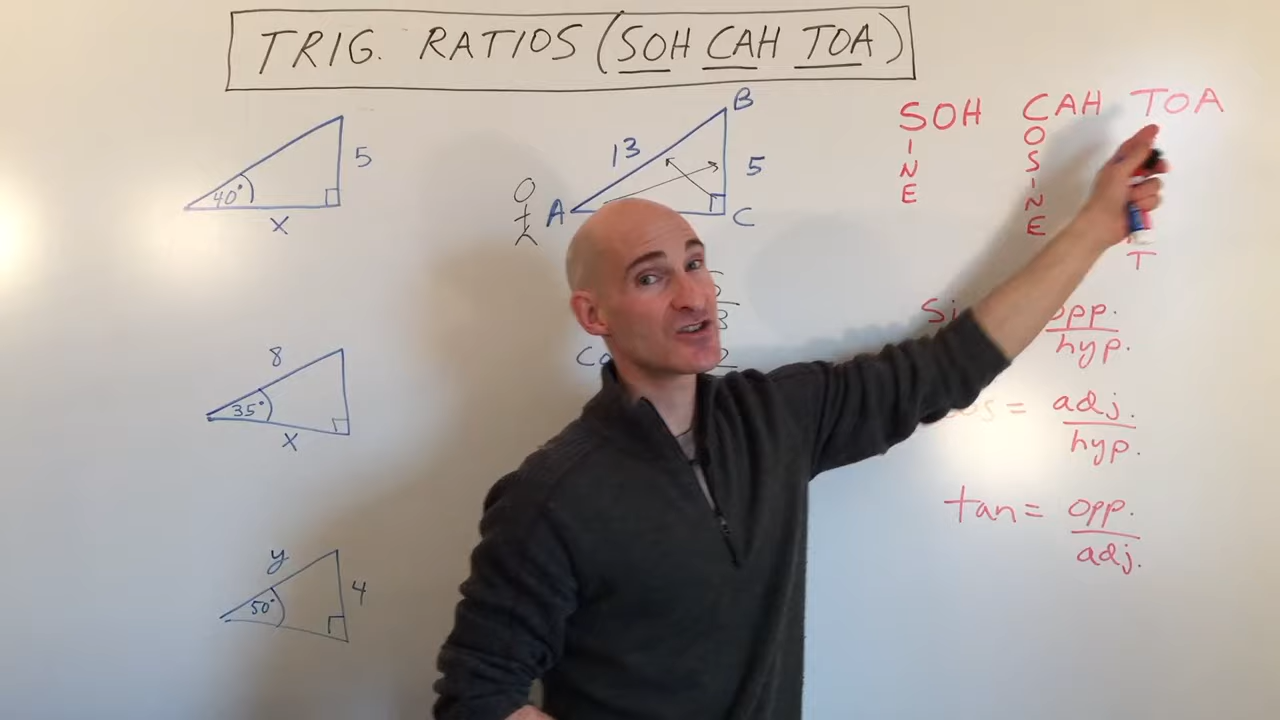 TRIG. RATIOS (SOH CAH TOA)
40°
5
x
13
5
A
B
C
8
35°
x
y
50°
4
SOH CAH TOA
I
N
E
O
S
I
N
E
T
opp.
hyp.
cos = adj.
hyp.
tan = opp.
adj.